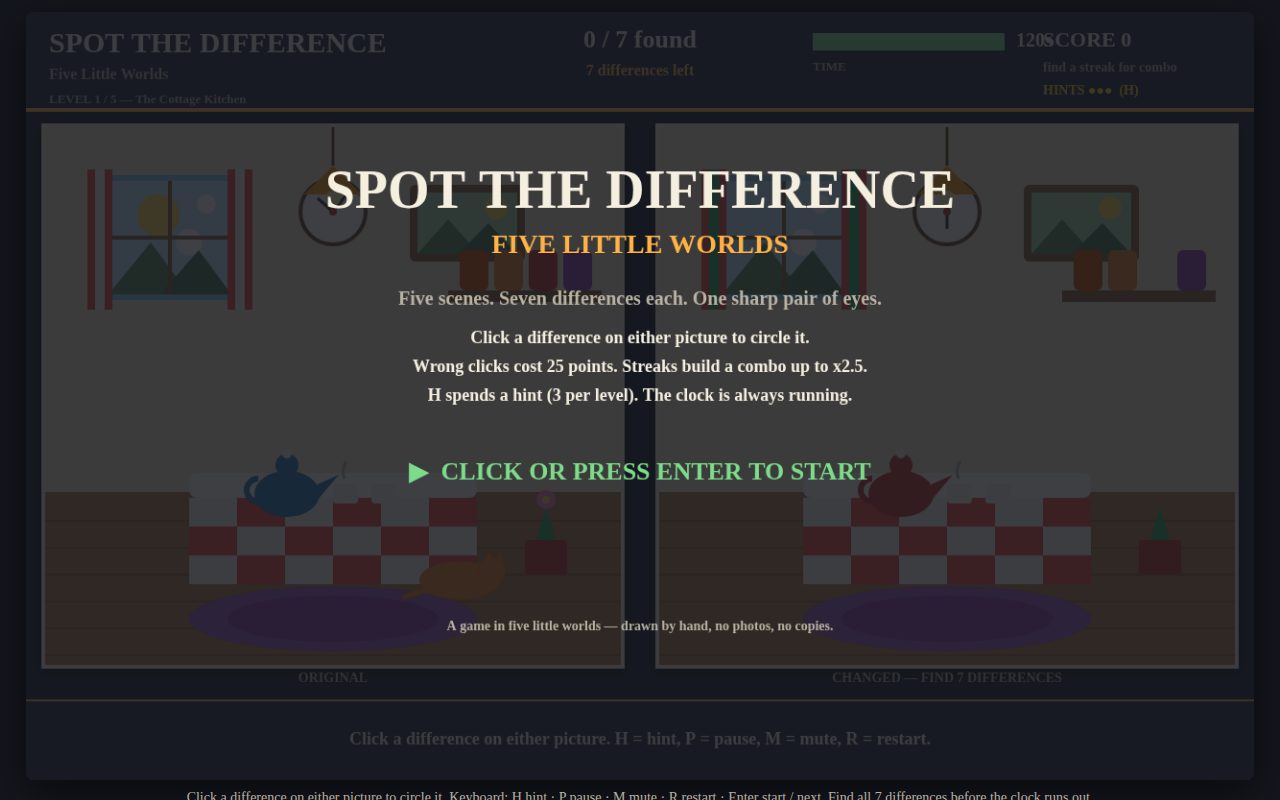 SPOT THE DIFFERENCE
Five Little Worlds
LEVEL 1 / 5 — The Cottage Kitchen
0 / 7 found
7 differences left
TIME
120s
SCORE 0
find a streak for combo
HINTS ●●● (H)
SPOT THE DIFFERENCE
FIVE LITTLE WORLDS
Five scenes. Seven differences each. One sharp pair of eyes.
Click a difference on either picture to circle it.
Wrong clicks cost 25 points. Streaks build a combo up to x2.5.
H spends a hint (3 per level). The clock is always running.
▶ CLICK OR PRESS ENTER TO START
A game in five little worlds — drawn by hand, no photos, no copies.
ORIGINAL
CHANGED — FIND 7 DIFFERENCES
Click a difference on either picture. H = hint, P = pause, M = mute, R = restart.
Click a difference on either picture to circle it. Keyboard: H hint · P pause · M mute · R restart · Enter start / next. Find all 7 differences before the clock runs out.